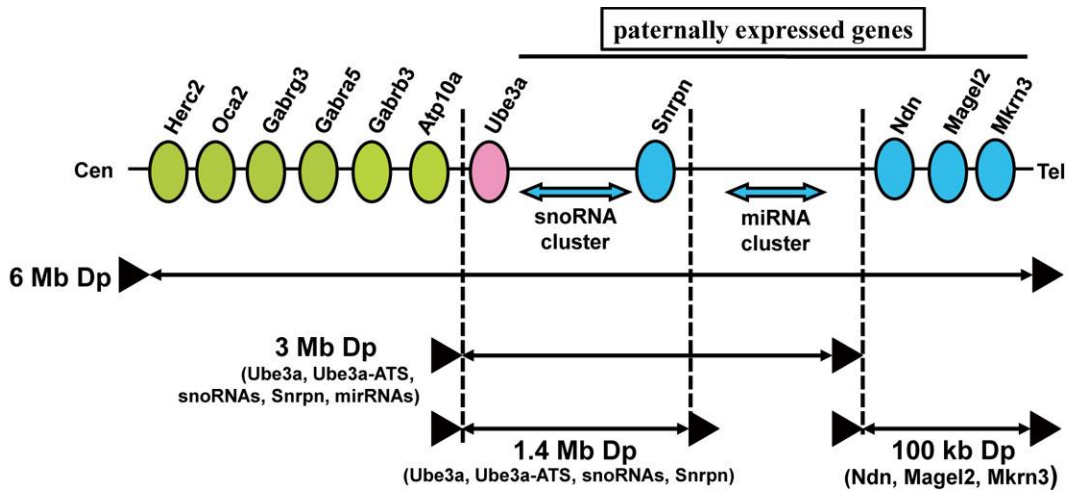 paternally expressed genes
Herc2
Oca2
Gabrg3
Gabra5
Gabrb3
Atp10a
Ube3a
Snrpn
Ndn
Magel2
Mkrn3
Cen
Tel
snoRNA
cluster
miRNA
cluster
6 Mb Dp
3 Mb Dp
(Ube3a, Ube3a-ATS,
snoRNAs, Snrpn, mirRNAs)
1.4 Mb Dp
(Ube3a, Ube3a-ATS, snoRNAs, Snrpn)
100 kb Dp
(Ndn, Magel2, Mkrn3)